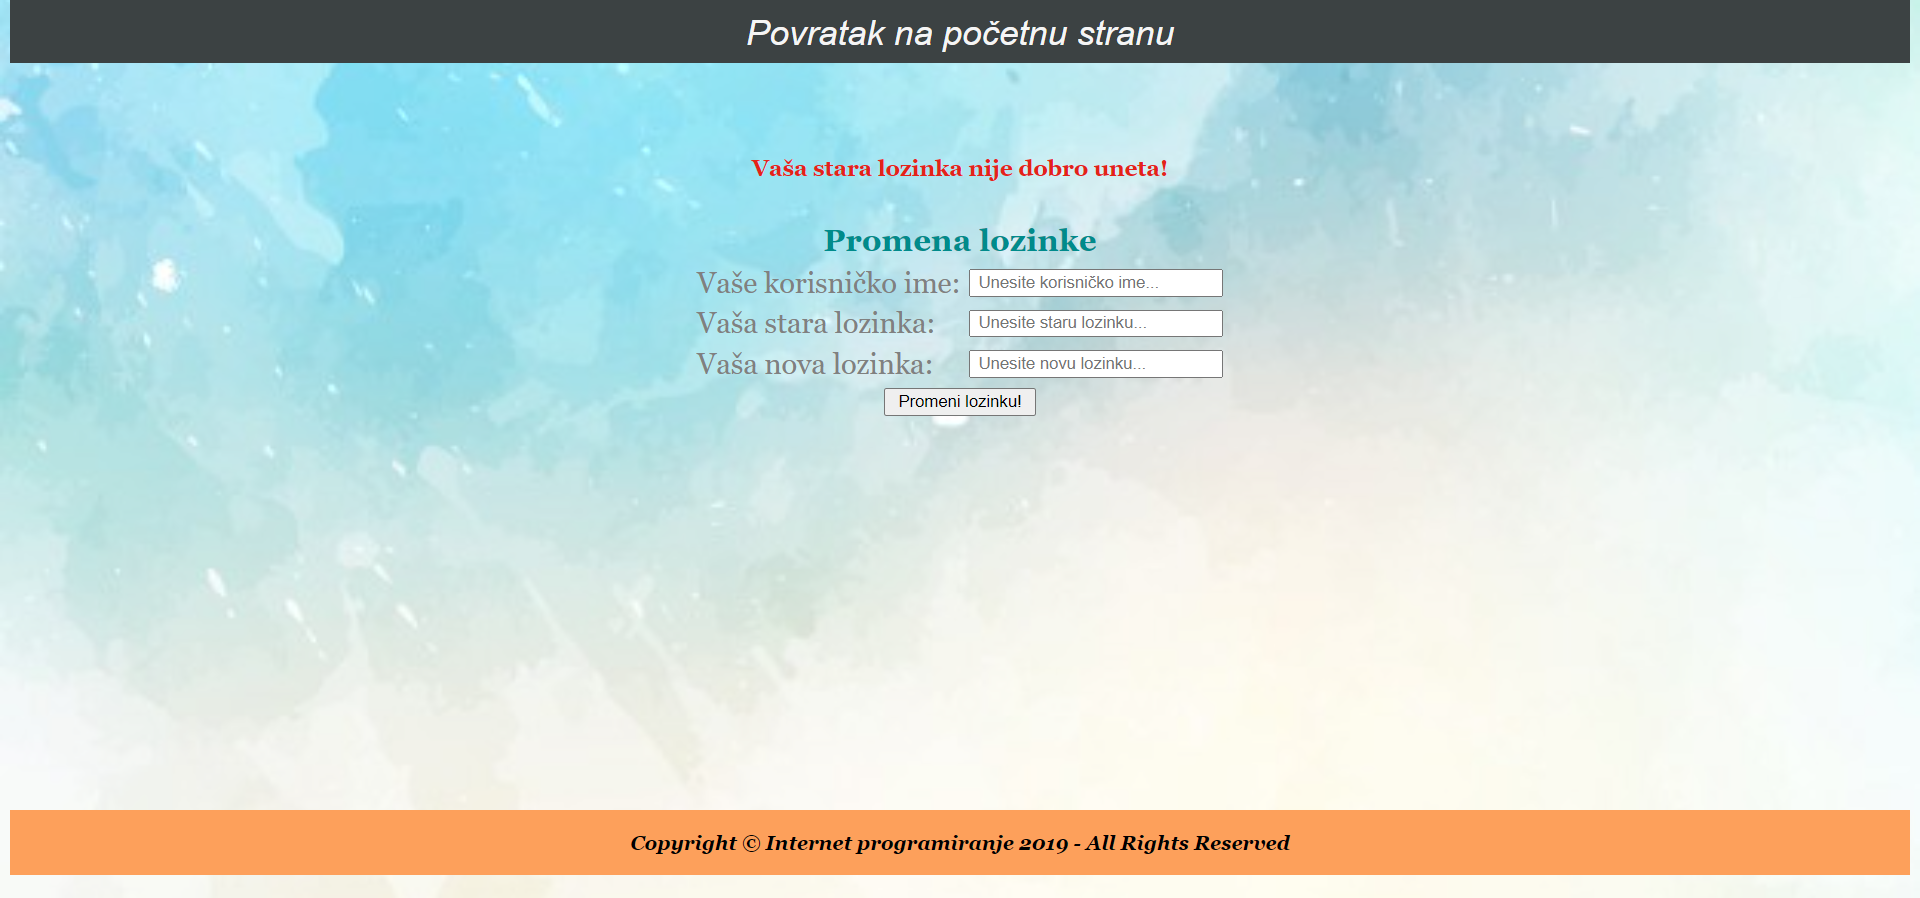 Povratak na početnu stranu
Vaša stara lozinka nije dobro uneta!
Promena lozinke
Vaše korisničko ime: Unesite korisničko ime...
Vaša stara lozinka: Unesite staru lozinku...
Vaša nova lozinka: Unesite novu lozinku...
Promeni lozinku!
Copyright © Internet programiranje 2019 - All Rights Reserved